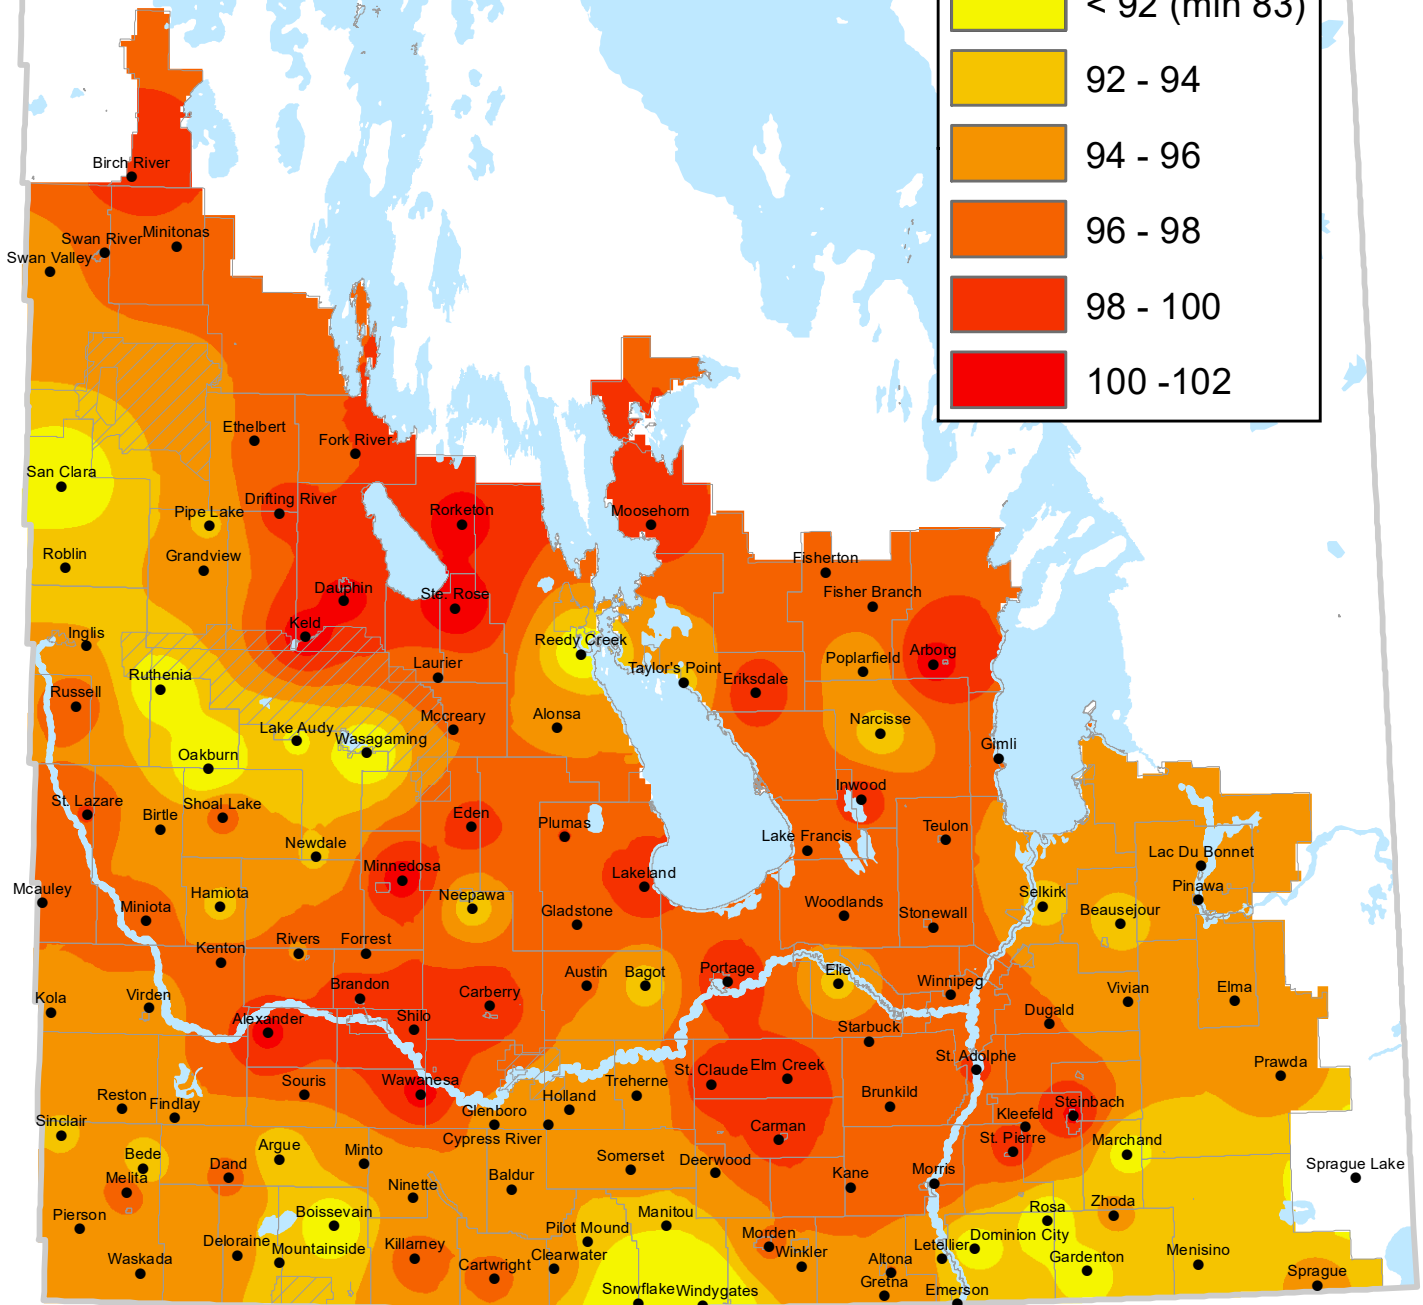 < 92 (min 83)
92 - 94
94 - 96
96 - 98
98 - 100
100 -102
Birch River
Swan River
Minitonas
Swan Valley
Ethelbert
Fork River
San Clara
Drifting River
Pipe Lake
Rorketon
Moosehorn
Roblin
Grandview
Fisherton
Dauphin
Ste. Rose
Fisher Branch
Keld
Inglis
Reedy Creek
Arborg
Laurier
Taylor's Point
Poplarfield
Ruthenia
Eriksdale
Russell
Mccreary
Alonsa
Narcisse
Lake Audy
Wasagaming
Oakburn
Gimli
Inwood
St. Lazare
Shoal Lake
Birtle
Eden
Plumas
Lake Francis
Teulon
Newdale
Lac Du Bonnet
Minnedosa
Lakeland
Mcauley
Hamiota
Neepawa
Selkirk
Pinawa
Miniota
Gladstone
Woodlands
Stonewall
Beausejour
Kenton
Rivers
Forrest
Austin
Bagot
Portage
Elie
Winnipeg
Kola
Virden
Brandon
Carberry
Vivian
Elma
Alexander
Shilo
Starbuck
Dugald
St. Adolphe
Prawda
Souris
Wawanesa
Treherne
St. Claude
Elm Creek
Reston
Findlay
Holland
Brunkild
Steinbach
Sinclair
Glenboro
Kleefeld
Cypress River
Carman
St. Pierre
Marchand
Bede
Argue
Minto
Somerset
Deerwood
Sprague Lake
Melita
Dand
Baldur
Kane
Morris
Ninette
Pierson
Boissevain
Manitou
Rosa
Zhoda
Pilot Mound
Morden
Dominion City
Deloraine
Mountainside
Killarney
Clearwater
Winkler
Letellier
Menisino
Waskada
Cartwright
Altona
Gardenton
Gretna
Sprague
Snowflake
Windygates
Emerson